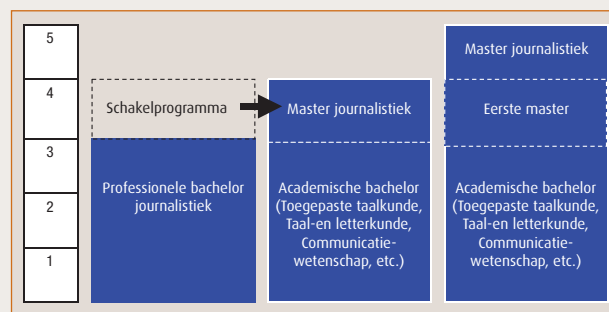 5
4
3
2
1
Schakelprogramma
Professionele bachelor
journalistiek
Master journalistiek
Academische bachelor
(Toegepaste taalkunde,
Taal-en letterkunde,
Communicatie-
wetenschap, etc.)
Master journalistiek
Eerste master
Academische bachelor
(Toegepaste taalkunde,
Taal-en letterkunde,
Communicatie-
wetenschap, etc.)